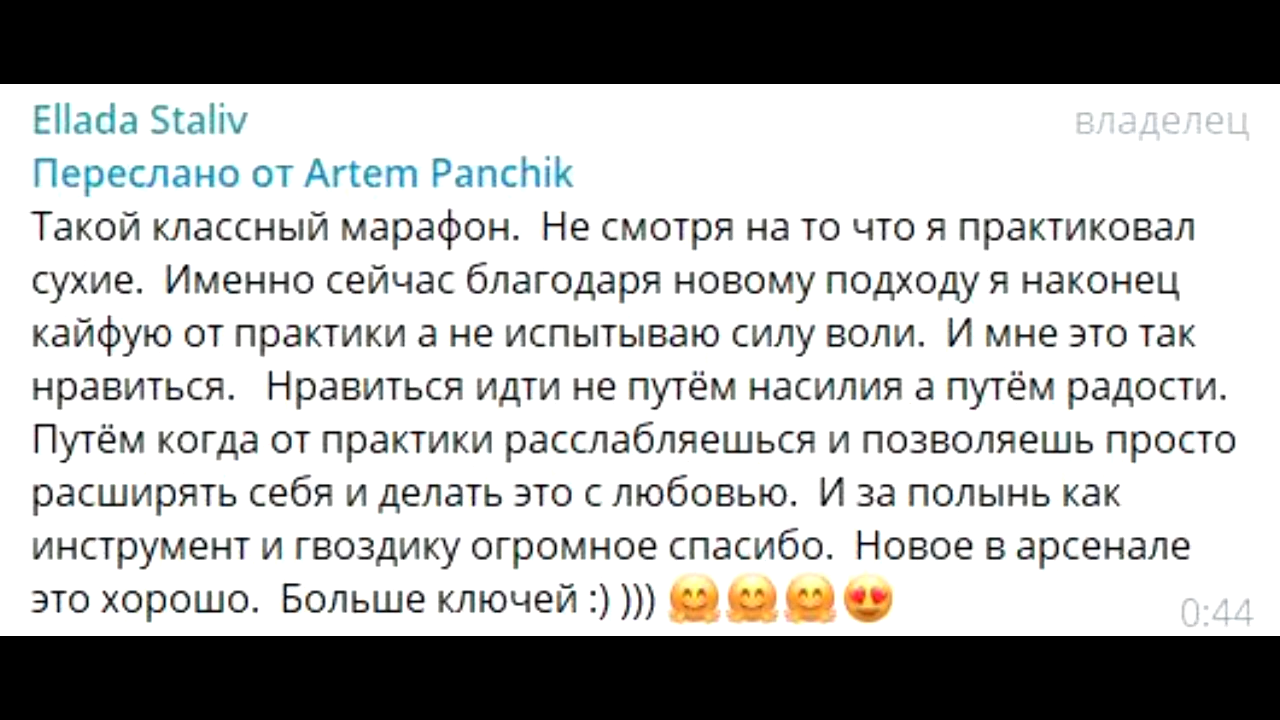 Ellada Staliv владелец
Переслано от Artem Panchik
Такой классный марафон.  Не смотря на то что я практиковал
сухие.  Именно сейчас благодаря новому подходу я наконец
кайфую от практики а не испытываю силу воли.  И мне это так
нравиться.   Нравиться идти не путём насилия а путём радости.
Путём когда от практики расслабляешься и позволяешь просто
расширять себя и делать это с любовью.  И за полынь как
инструмент и гвоздику огромное спасибо.  Новое в арсенале
это хорошо.  Больше ключей :) ))) 🤗🤗🤗😍 0:44